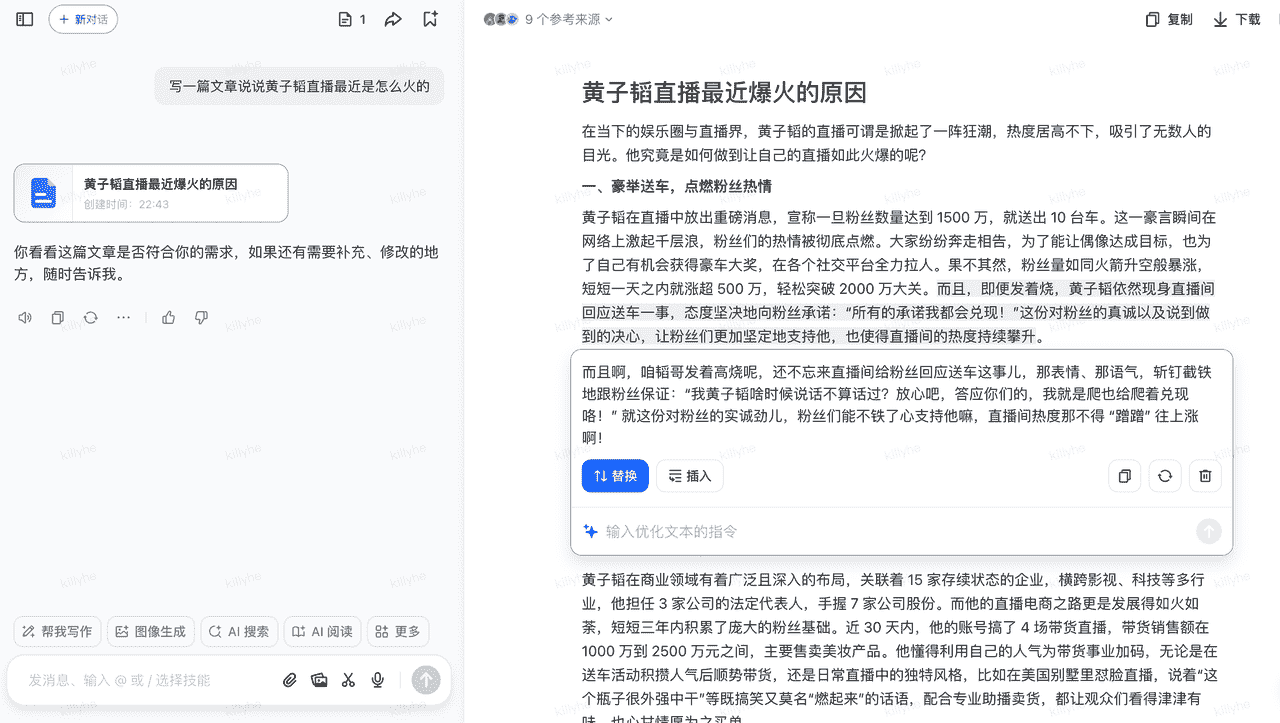 新对话
1
写一篇文章说说黄子韬直播最近是怎么火的
黄子韬直播最近爆火的原因
创建时间：22:43
你看看这篇文章是否符合你的需求，如果还有需要补充、修改的地
方，随时告诉我。
帮我写作
图像生成
AI 搜索
AI 阅读
更多
发消息、输入 @ 或 / 选择技能
9 个参考来源
复制
下载
黄子韬直播最近爆火的原因
在当下的娱乐圈与直播界，黄子韬的直播可谓是掀起了一阵狂潮，热度居高不下，吸引了无数人的
目光。他究竟是如何做到让自己的直播如此火爆的呢？
一、豪举送车，点燃粉丝热情
黄子韬在直播中放出重磅消息，宣称一旦粉丝数量达到 1500 万，就送出 10 台车。这一豪言瞬间在
网络上激起千层浪，粉丝们的热情被彻底点燃。大家纷纷奔走相告，为了能让偶像达成目标，也为
了自己有机会获得豪车大奖，在各个社交平台全力拉人。果不其然，粉丝量如同火箭升空般暴涨，
短短一天之内就涨超 500 万，轻松突破 2000 万大关。而且，即便发着烧，黄子韬依然现身直播间
回应送车一事，态度坚决地向粉丝承诺：“所有的承诺我都会兑现！”这份对粉丝的真诚以及说到做
到的决心，让粉丝们更加坚定地支持他，也使得直播间的热度持续攀升。
而且啊，咱韬哥发着高烧呢，还不忘来直播间给粉丝回应送车这事儿，那表情、那语气，斩钉截铁
地跟粉丝保证：“我黄子韬啥时候说话不算话过？放心吧，答应你们的，我就是爬也给爬着兑现
咯！” 就这份对粉丝的实诚劲儿，粉丝们能不铁了心支持他嘛，直播间热度那不得 “蹭蹭” 往上涨
啊！
替换
插入
输入优化文本的指令
黄子韬在商业领域有着广泛且深入的布局，关联着 15 家存续状态的企业，横跨影视、科技等多行
业，他担任 3 家公司的法定代表人，手握 7 家公司股份。而他的直播电商之路更是发展得如火如
荼，短短三年内积累了庞大的粉丝基础。近 30 天内，他的账号搞了 4 场带货直播，带货销售额在
1000 万到 2500 万元之间，主要售卖美妆产品。他懂得利用自己的人气为带货事业加码，无论是在
送车活动积攒人气后顺势带货，还是日常直播中的独特风格，比如在美国别墅里怼脸直播，说着“这
个瓶子很外强中干”等既搞笑又莫名“燃起来”的话语，配合专业助播卖货，都让观众们看得津津有
味，也心甘情愿为之买单。
killyhe